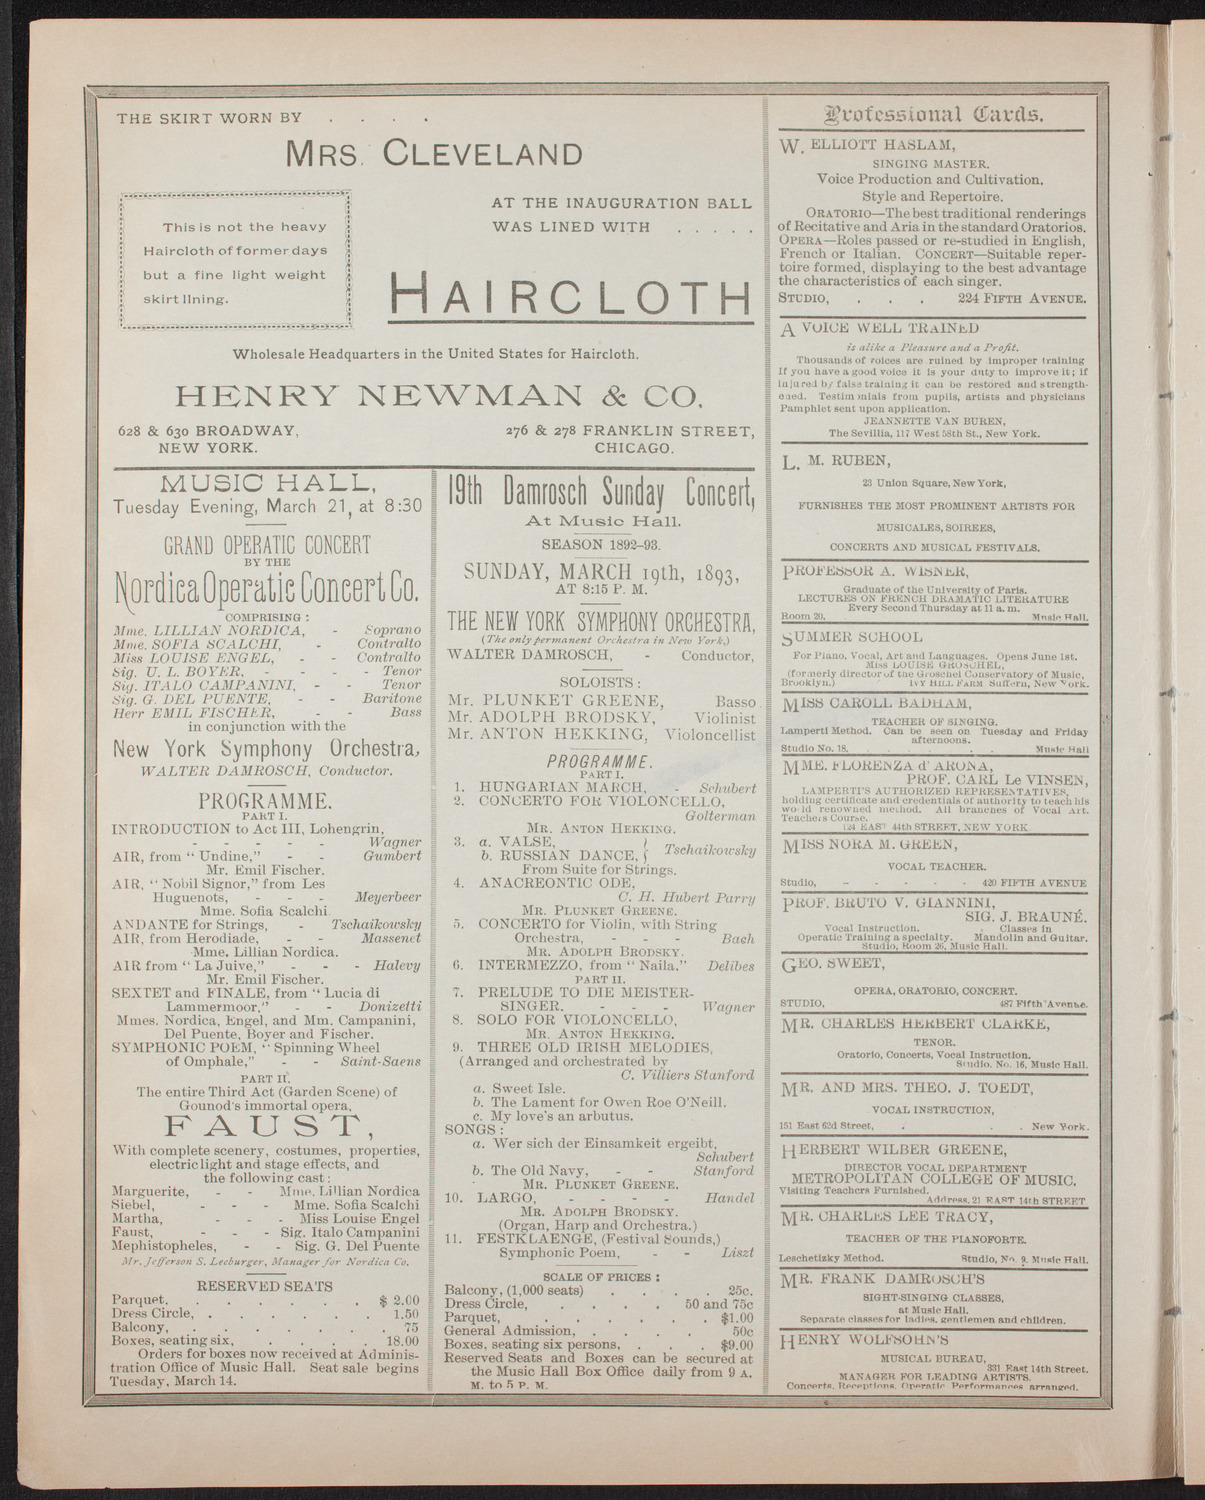 THE SKIRT WORN BY . . . .
MRS. CLEVELAND
This is not the heavy
Haircloth of former days
but a fine light weight
skirt lining.
AT THE INAUGURATION BALL
WAS LINED WITH . . . . .
HAIRCLOTH
Wholesale Headquarters in the United States for Haircloth.
HENRY NEWMAN & CO.
628 & 630 BROADWAY,
NEW YORK.
276 & 278 FRANKLIN STREET,
CHICAGO.
MUSIC HALL,
Tuesday Evening, March 21, at 8:30
GRAND OPERATIC CONCERT
BY THE
Nordica Operatic Concert Co.
COMPRISING:
Mme. LILLIAN NORDICA, - Soprano
Mme. SOFIA SCALCHI, - Contralto
Miss LOUISE ENGEL, - - Contralto
Sig. U. L. BOYER, - - - - Tenor
Sig. ITALO CAMPANINI, - - Tenor
Sig. G. DEL PUENTE, - - Baritone
Herr EMIL FISCHER, - - Bass
in conjunction with the
New York Symphony Orchestra,
WALTER DAMROSCH, Conductor.
PROGRAMME.
PART I.
INTRODUCTION to Act III, Lohengrin,
- - - - - Wagner
AIR, from "Undine," - - Gumbert
Mr. Emil Fischer.
AIR, "Nobil Signor," from Les
Huguenots, - - - Meyerbeer
Mme. Sofia Scalchi
ANDANTE for Strings, - Tschaikowsky
AIR, from Herodiade, - - Massenet
Mme. Lillian Nordica.
AIR from "La Juive," - - - Halevy
Mr. Emil Fischer.
SEXTET and FINALE, from "Lucia di
Lammermoor," - - Donizetti
Mmes. Nordica, Engel, and Mm. Campanini,
Del Puente, Boyer and Fischer.
SYMPHONIC POEM, "Spinning Wheel
of Omphale," - - Saint-Saens
PART II.
The entire Third Act (Garden Scene) of
Gounod's immortal opera,
FAUST,
With complete scenery, costumes, properties,
electric light and stage effects, and
the following cast:
Marguerite, - - Mme. Lillian Nordica
Siebel, - - - Mme. Sofia Scalchi
Martha, - - - Miss Louise Engel
Faust, - - - Sig. Italo Campanini
Mephistopheles, - - Sig. G. Del Puente
Mr. Jefferson S. Leeburger, Manager for Nordica Co.
RESERVED SEATS
Parquet, . . . . . . $ 2.00
Dress Circle, . . . . . . 1.50
Balcony, . . . . . . 75
Boxes, seating six, . . . . 18.00
Orders for boxes now received at Adminis-
tration Office of Music Hall. Seat sale begins
Tuesday, March 14.
19th Damrosch Sunday Concert,
At Music Hall.
SEASON 1892-93.
SUNDAY, MARCH 19th, 1893,
AT 8:15 P. M.
THE NEW YORK SYMPHONY ORCHESTRA,
(The only permanent Orchestra in New York,)
WALTER DAMROSCH, - Conductor,
SOLOISTS:
Mr. PLUNKET GREENE, Basso
Mr. ADOLPH BRODSKY, Violinist
Mr. ANTON HEKKING, Violoncellist
PROGRAMME.
PART I.
1. HUNGARIAN MARCH, - Schubert
2. CONCERTO FOR VIOLONCELLO,
Golterman
MR. ANTON HEKKING.
3. a. VALSE, }
b. RUSSIAN DANCE, } Tschaikowsky
From Suite for Strings.
4. ANACREONTIC ODE,
C. H. Hubert Parry
MR. PLUNKET GREENE.
5. CONCERTO for Violin, with String
Orchestra, - - - Bach
MR. ADOLPH BRODSKY.
6. INTERMEZZO, from "Naila." Delibes
PART II.
7. PRELUDE TO DIE MEISTER-
SINGER. - - - Wagner
8. SOLO FOR VIOLONCELLO,
MR. ANTON HEKKING.
9. THREE OLD IRISH MELODIES,
(Arranged and orchestrated by
C. Villiers Stanford
a. Sweet Isle.
b. The Lament for Owen Roe O'Neill.
c. My love's an arbutus.
SONGS:
a. Wer sich der Einsamkeit ergeibt,
Schubert
b. The Old Navy, - - Stanford
MR. PLUNKET GREENE.
10. LARGO, - - - - Handel
MR. ADOLPH BRODSKY.
(Organ, Harp and Orchestra.)
11. FESTKLAENGE, (Festival Sounds,)
Symphonic Poem, - - Liszt
SCALE OF PRICES:
Balcony, (1,000 seats) . . . . 25c.
Dress Circle, . . . . 50 and 75c
Parquet, . . . . . . $1.00
General Admission, . . . . 50c
Boxes, seating six persons, . . . $9.00
Reserved Seats and Boxes can be secured at
the Music Hall Box Office daily from 9 A.
M. to 5 P. M.
Professional Cards.
W. ELLIOTT HASLAM,
SINGING MASTER.
Voice Production and Cultivation,
Style and Repertoire.
ORATORIO—The best traditional renderings
of Recitative and Aria in the standard Oratorios.
OPERA—Roles passed or re-studied in English,
French or Italian. CONCERT—Suitable reper-
toire formed, displaying to the best advantage
the characteristics of each singer.
STUDIO, . . . 224 FIFTH AVENUE.
A VOICE WELL TRAINED
is alike a Pleasure and a Profit.
Thousands of voices are ruined by improper training
If you have a good voice it is your duty to improve it; if
injured by false training it can be restored and strength-
ened. Testimonials from pupils, artists and physicians
Pamphlet sent upon application.
JEANNETTE VAN BUREN,
The Sevillia, 117 West 58th St., New York.
L. M. RUBEN,
23 Union Square, New York,
FURNISHES THE MOST PROMINENT ARTISTS FOR
MUSICALES, SOIREES,
CONCERTS AND MUSICAL FESTIVALS.
PROFESSOR A. WISNER,
Graduate of the University of Paris.
LECTURES ON FRENCH DRAMATIC LITERATURE
Every Second Thursday at 11 a. m.
Room 20, Music Hall.
SUMMER SCHOOL
For Piano, Vocal, Art and Languages. Opens June 1st.
MISS LOUISE GROSCHEL,
(formerly director of the Groschel Conservatory of Music,
Brooklyn.) IVY HILL FARM Suffern, New York.
MISS CAROLL BADHAM,
TEACHER OF SINGING.
Lamperti Method. Can be seen on Tuesday and Friday
afternoons.
Studio No. 18, . . . . . . . Music Hall
MME. FLORENZA d' ARONA,
PROF. CARL Le VINSEN,
LAMPERTI'S AUTHORIZED REPRESENTATIVES,
holding certificate and credentials of authority to teach his
world renowned method. All branches of Vocal Art.
Teachers Course.
124 EAST 44th STREET, NEW YORK
MISS NORA M. GREEN,
VOCAL TEACHER.
Studio, - - - - - 420 FIFTH AVENUE
PROF. BRUTO V. GIANNINI,
SIG. J. BRAUNÉ.
Vocal Instruction. Classes in
Operatic Training a specialty. Mandolin and Guitar.
Studio, Room 26, Music Hall.
GEO. SWEET,
OPERA, ORATORIO, CONCERT.
STUDIO, 487 Fifth Avenue.
MR. CHARLES HERBERT CLARKE,
TENOR.
Oratorio, Concerts, Vocal Instruction.
Studio, No. 16, Music Hall.
MR. AND MRS. THEO. J. TOEDT,
VOCAL INSTRUCTION,
151 East 62d Street, . . . New York.
HERBERT WILBER GREENE,
DIRECTOR VOCAL DEPARTMENT
METROPOLITAN COLLEGE OF MUSIC.
Visiting Teachers Furnished.
Address, 21 EAST 14th STREET
MR. CHARLES LEE TRACY,
TEACHER OF THE PIANOFORTE.
Leschetizky Method. Studio, No. 9, Music Hall.
MR. FRANK DAMROSCH'S
SIGHT-SINGING CLASSES,
at Music Hall.
Separate classes for ladies, gentlemen and children.
HENRY WOLFSOHN'S
MUSICAL BUREAU,
331 East 14th Street.
MANAGER FOR LEADING ARTISTS.
Concerts, Receptions, Operatic Performances arranged.